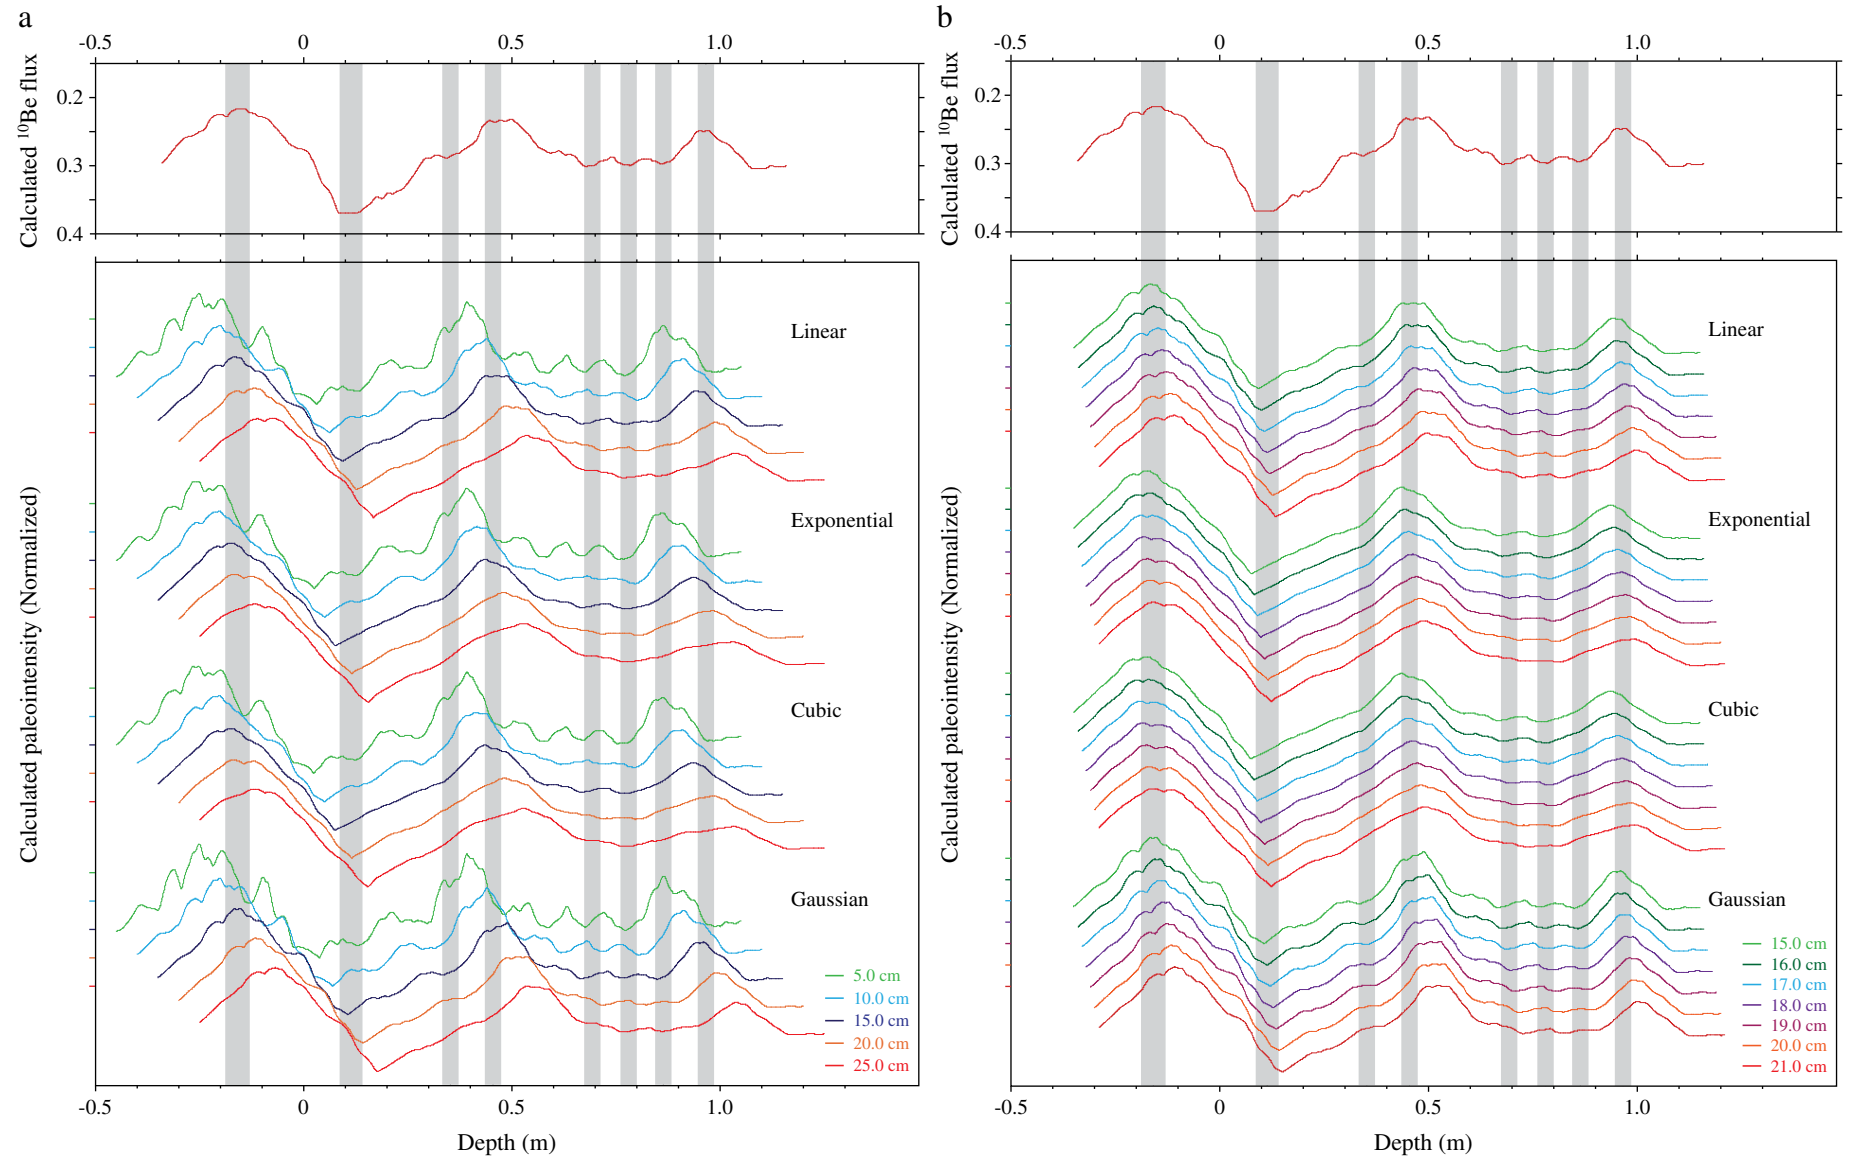 a
-0.5 0 0.5 1.0
Calculated ¹⁰Be flux
0.2
0.3
0.4
Calculated paleointensity (Normalized)
Linear
Exponential
Cubic
Gaussian
5.0 cm
10.0 cm
15.0 cm
20.0 cm
25.0 cm
-0.5 0 0.5 1.0
Depth (m)
b
-0.5 0 0.5 1.0
Calculated ¹⁰Be flux
0.2
0.3
0.4
Calculated paleointensity (Normalized)
Linear
Exponential
Cubic
Gaussian
15.0 cm
16.0 cm
17.0 cm
18.0 cm
19.0 cm
20.0 cm
21.0 cm
-0.5 0 0.5 1.0
Depth (m)